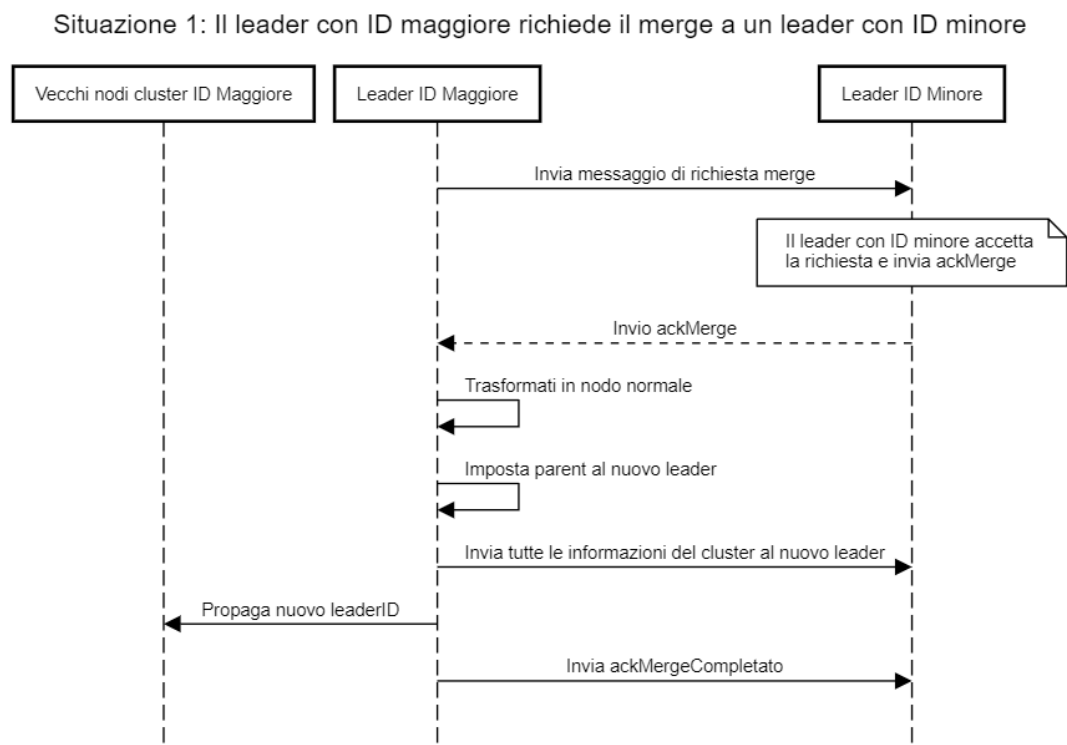 Situazione 1: Il leader con ID maggiore richiede il merge a un leader con ID minore
Vecchi nodi cluster ID Maggiore
Leader ID Maggiore
Leader ID Minore
Invia messaggio di richiesta merge
Il leader con ID minore accetta
la richiesta e invia ackMerge
Invio ackMerge
Trasformati in nodo normale
Imposta parent al nuovo leader
Invia tutte le informazioni del cluster al nuovo leader
Propaga nuovo leaderID
Invia ackMergeCompletato